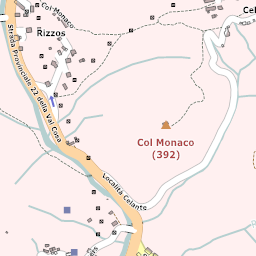 Col Monaco
Rizzos
Cel
Strada Provinciale 22 della Val Cosa
Col Monaco
(392)
Località Celante